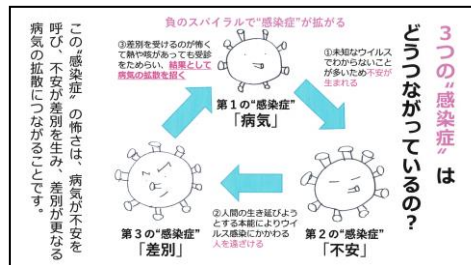 3つの“感染症”は
どうつながっているの?
負のスパイラルで“感染症”が拡がる
①未知なウイルス
でわからないこと
が多いため不安が
生まれる
③差別を受けるのが怖くて
熱や咳があっても受診
をためらい、結果として
病気の拡散を招く
第1の“感染症”
「病気」
②人間の生き延びよう
とする本能によりウイ
ルス感染にかかわる
人を遠ざける
第2の“感染症”
「不安」
第3の“感染症”
「差別」
この“感染症”の怖さは、病気が不安を
呼び、不安が差別を生み、差別が更なる
病気の拡散につながることです。